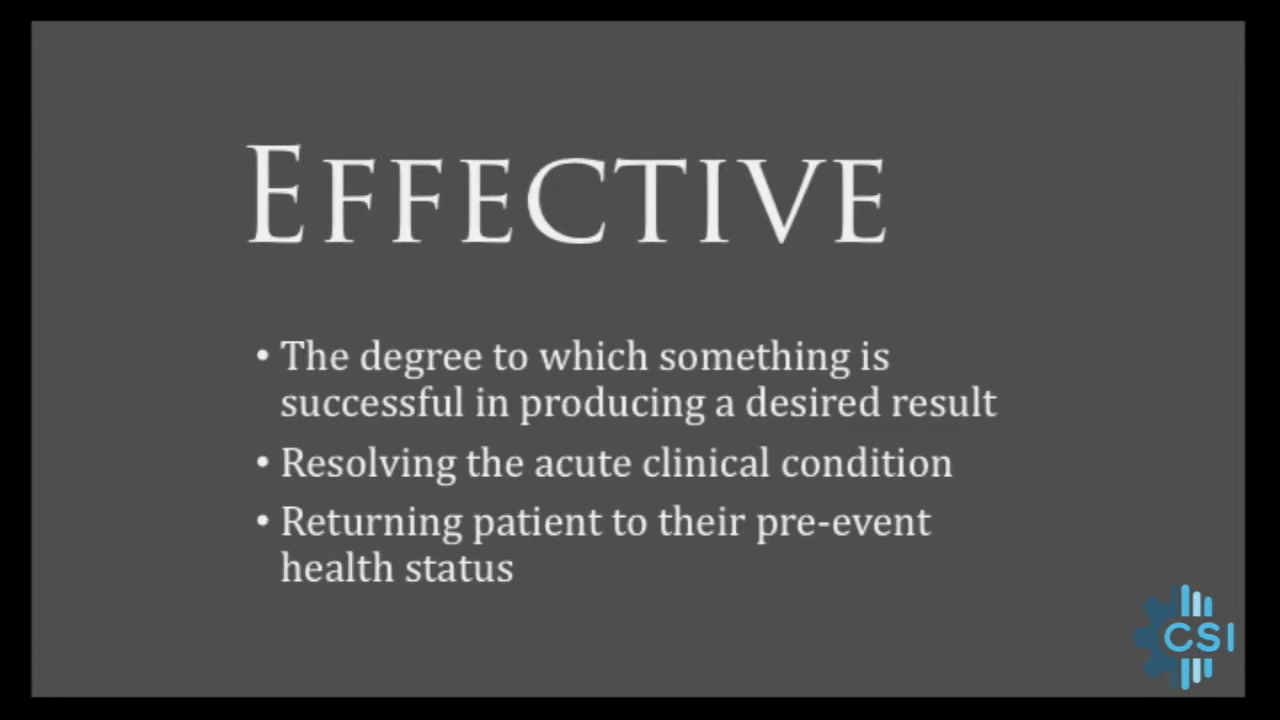 EFFECTIVE
• The degree to which something is
successful in producing a desired result
• Resolving the acute clinical condition
• Returning patient to their pre-event
health status
CSI